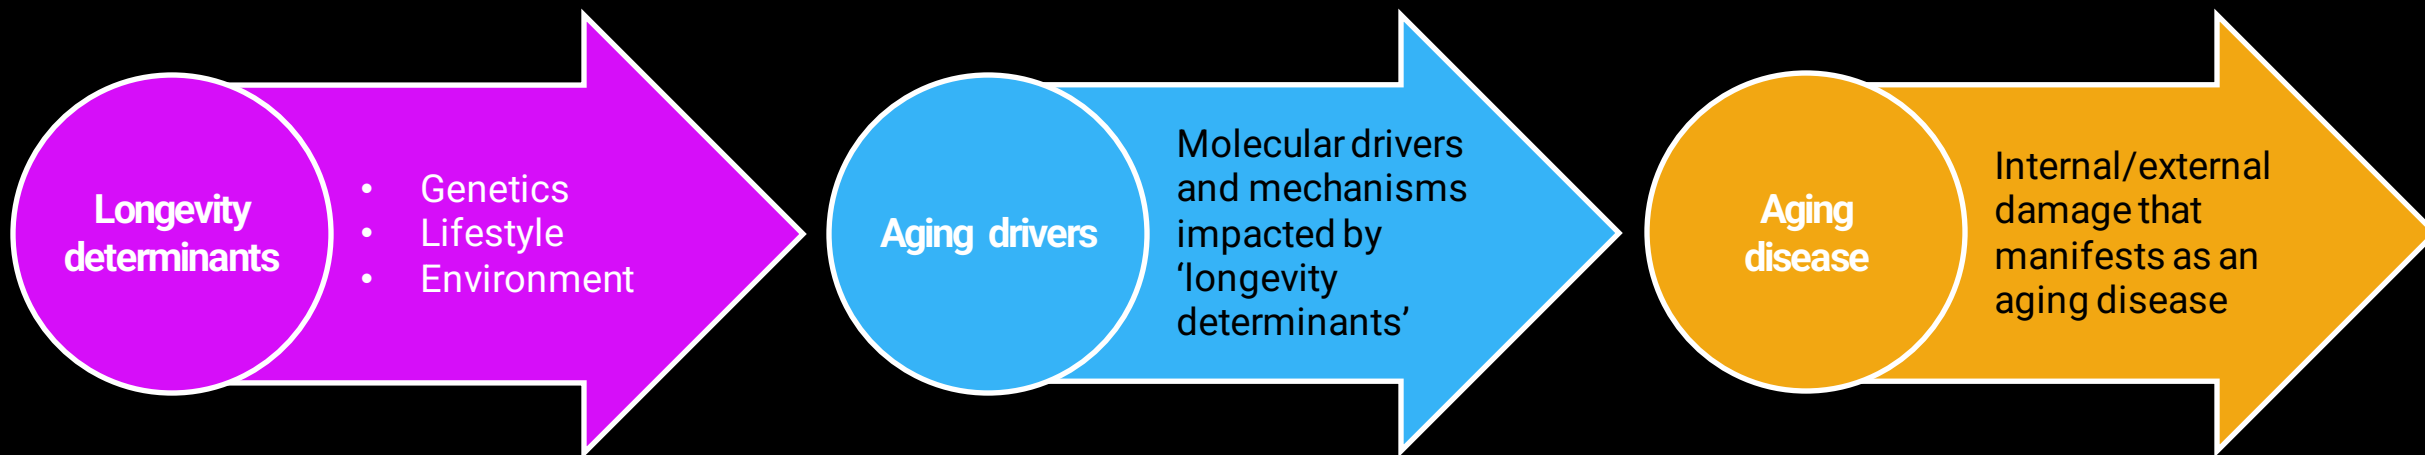 Longevity
determinants
• Genetics
• Lifestyle
• Environment
Aging drivers
Molecular drivers
and mechanisms
impacted by
‘longevity
determinants’
Aging
disease
Internal/external
damage that
manifests as an
aging disease